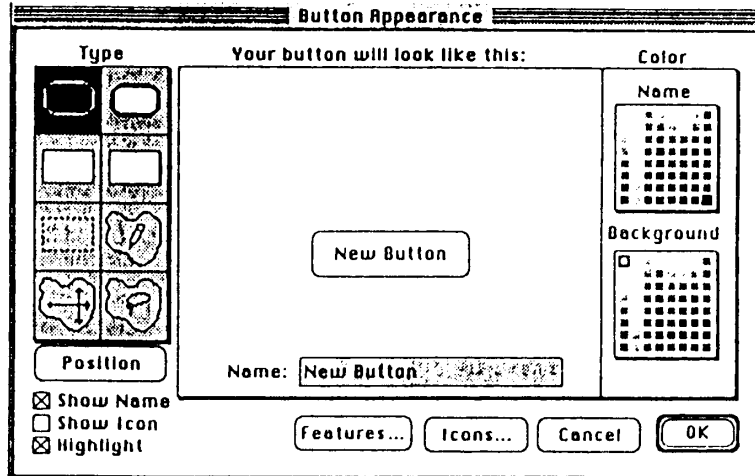 Button Appearance
Type
Your button will look like this:
Color
Name
New Button
Background
Position
Name: New Button
Show Name
Show Icon
Highlight
Features...
Icons...
Cancel
OK